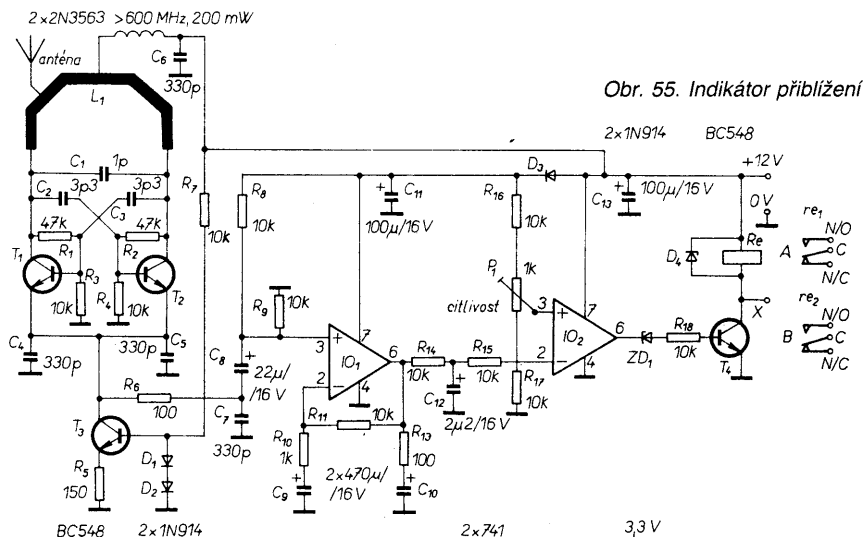 2×2N3563 >600 MHz, 200 mW
anténa
L1
C6
330p
Obr. 55. Indikátor přiblížení
2×1N914 BC548
C1 1p
C2 3p3 3p3
C3
47k 47k
R1 R2
T1 T2
R3 R4
10k 10k
C4 C5
330p 330p
R6
100
T3
R5
150
D1
D2
BC548 2×1N914
R7
10k
R8
10k
R9 10k
C8
22µ/
/16 V
C7
330p
C11
100µ/16 V
3
2
7
4
6
IO1
R11 10k
R10
1k
C9
R13
100
C10
2×470µ/
/16 V
R14
10k
R15
10k
C12
2µ2/16 V
R16
10k
P1 1k
citlivost
R17
10k
D3
C13 100µ/16 V
3
2
7
4
6
IO2
2×741
ZD1
3,3 V
R18
10k
T4
D4
Re
+12V
0V
X
re1
N/O
A C
N/C
re2
N/O
B C
N/C